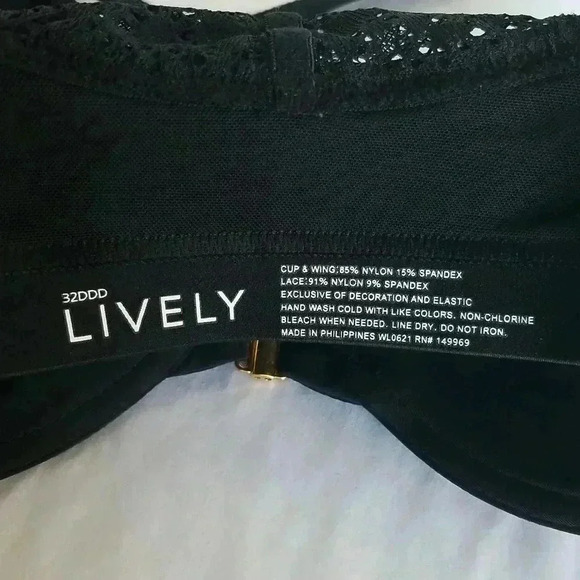 32DDD
LIVELY
CUP & WING:85% NYLON 15% SPANDEX
LACE:91% NYLON 9% SPANDEX
EXCLUSIVE OF DECORATION AND ELASTIC
HAND WASH COLD WITH LIKE COLORS. NON-CHLORINE
BLEACH WHEN NEEDED. LINE DRY. DO NOT IRON.
MADE IN PHILIPPINES WL0621 RN# 149969